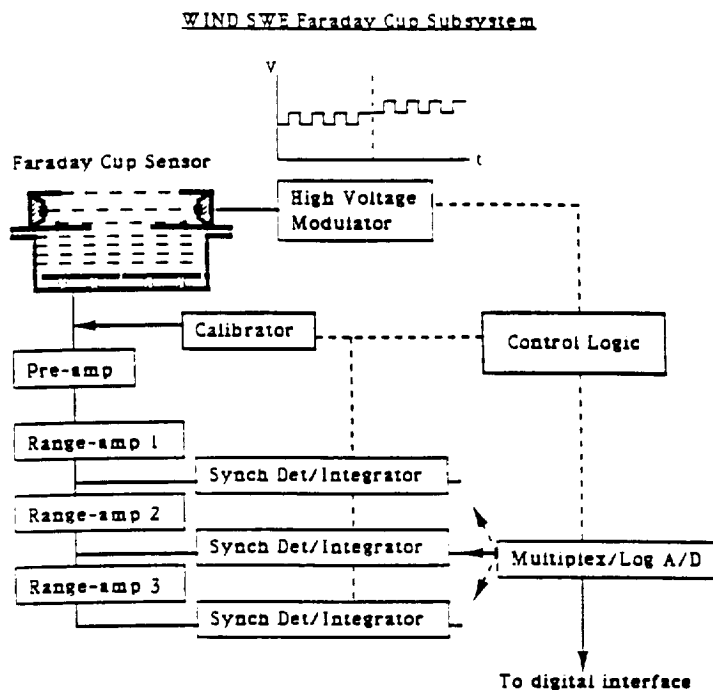 WIND SWE Faraday Cup Subsystem
V
t
Faraday Cup Sensor
High Voltage
Modulator
Calibrator
Control Logic
Pre-amp
Range-amp 1
Synch Det/Integrator
Range-amp 2
Synch Det/Integrator
Multiplex/Log A/D
Range-amp 3
Synch Det/Integrator
To digital interface